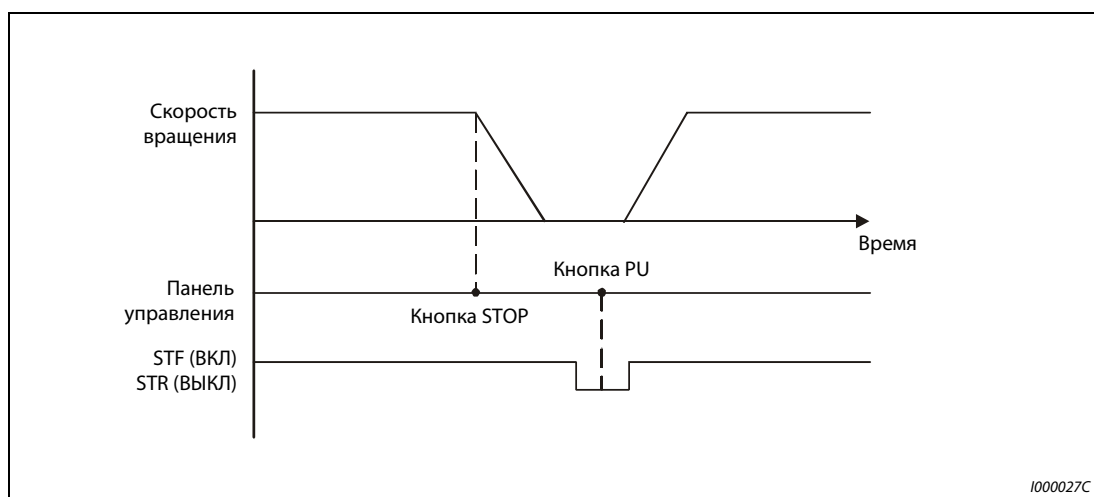 Скорость
вращения
Время
Кнопка PU
Панель
управления
Кнопка STOP
STF (ВКЛ)
STR (ВЫКЛ)
I000027C